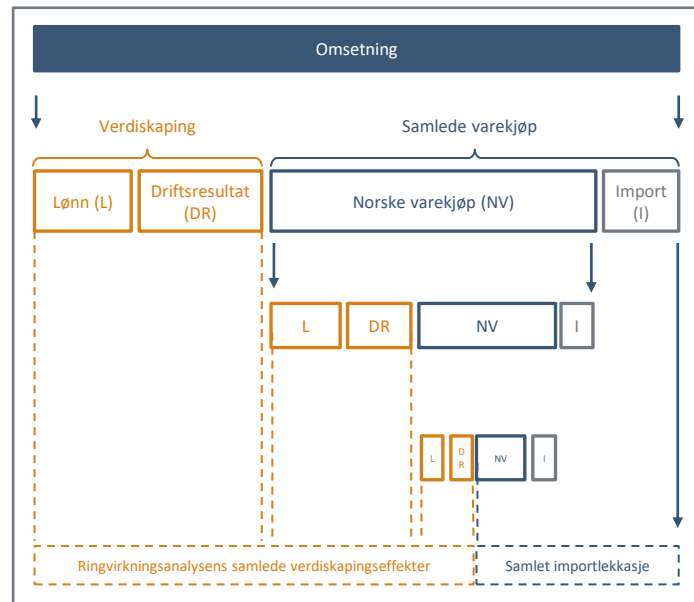 Omsetning
Verdiskaping
Samlede varekjøp
Lønn (L)
Driftsresultat
(DR)
Norske varekjøp (NV)
Import
(I)
L
DR
NV
I
L
D
R
NV
I
Ringvirkningsanalysens samlede verdiskapingseffekter
Samlet importlekkasje